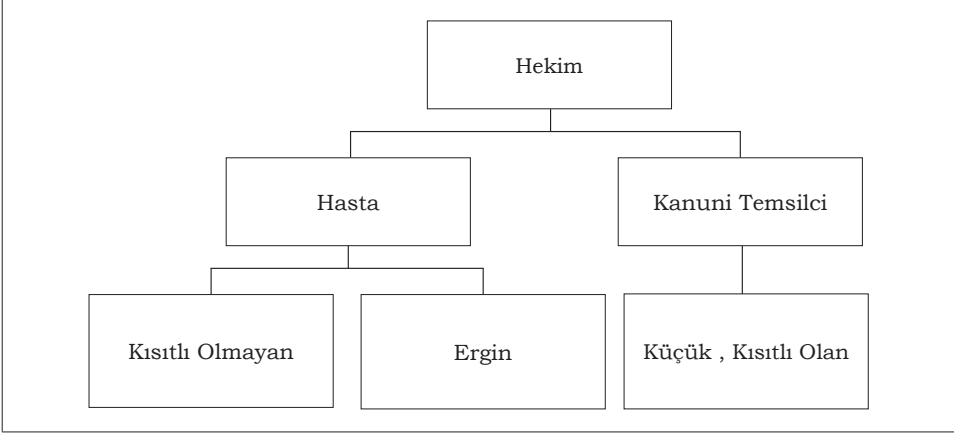 Hekim
Hasta
Kanuni Temsilci
Kısıtlı Olmayan
Ergin
Küçük , Kısıtlı Olan